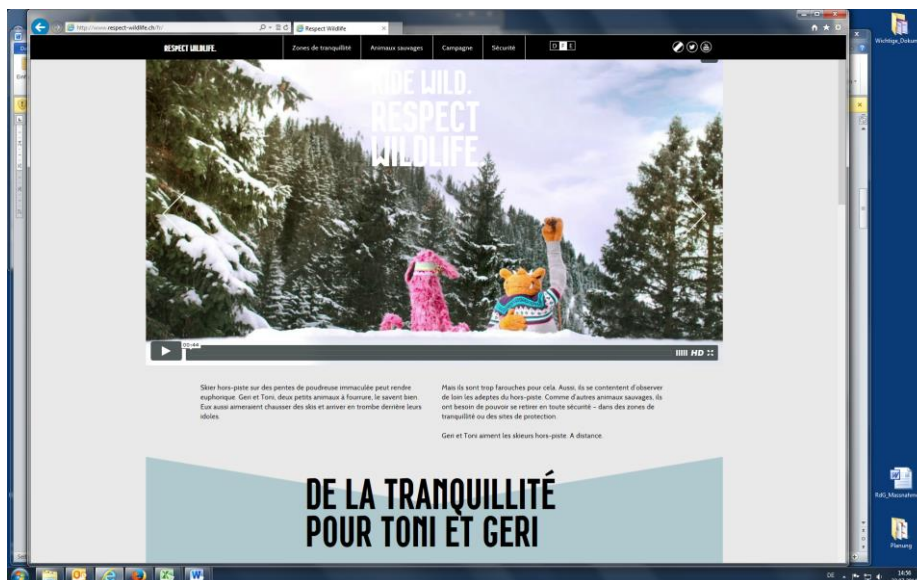 http://www.respect-wildlife.ch/fr/
Respect Wildlife
Wichtige_Dokum
RESPECT WILDLIFE.
Zones de tranquillité
Animaux sauvages
Campagne
Sécurité
D F E
RIDE WILD.
RESPECT
WILDLIFE.
00:44
HD
Skier hors-piste sur des pentes de poudreuse immaculée peut rendre
euphorique. Geri et Toni, deux petits animaux à fourrure, le savent bien.
Eux aussi aimeraient chausser des skis et arriver en trombe derrière leurs
idoles.
Mais ils sont trop farouches pour cela. Aussi, ils se contentent d'observer
de loin les adeptes du hors-piste. Comme d'autres animaux sauvages, ils
ont besoin de pouvoir se retirer en toute sécurité – dans des zones de
tranquillité ou des sites de protection.
Geri et Toni aiment les skieurs hors-piste. A distance.
DE LA TRANQUILLITÉ
POUR TONI ET GERI
RdG_Massnahme
Planung
DE
14:56